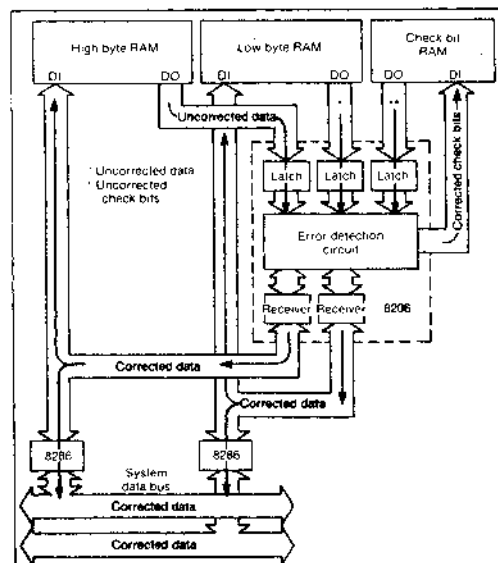 High byte RAM
Low byte RAM
Check bit
RAM
DI
DO
DI
DO
DO
DI
Uncorrected data
* Uncorrected data
* Uncorrected
check bits
Latch
Latch
Latch
Corrected check bits
Error detection
circuit
Receiver
Receiver
8206
Corrected data
Corrected data
8286
8286
System
data bus
Corrected data
Corrected data